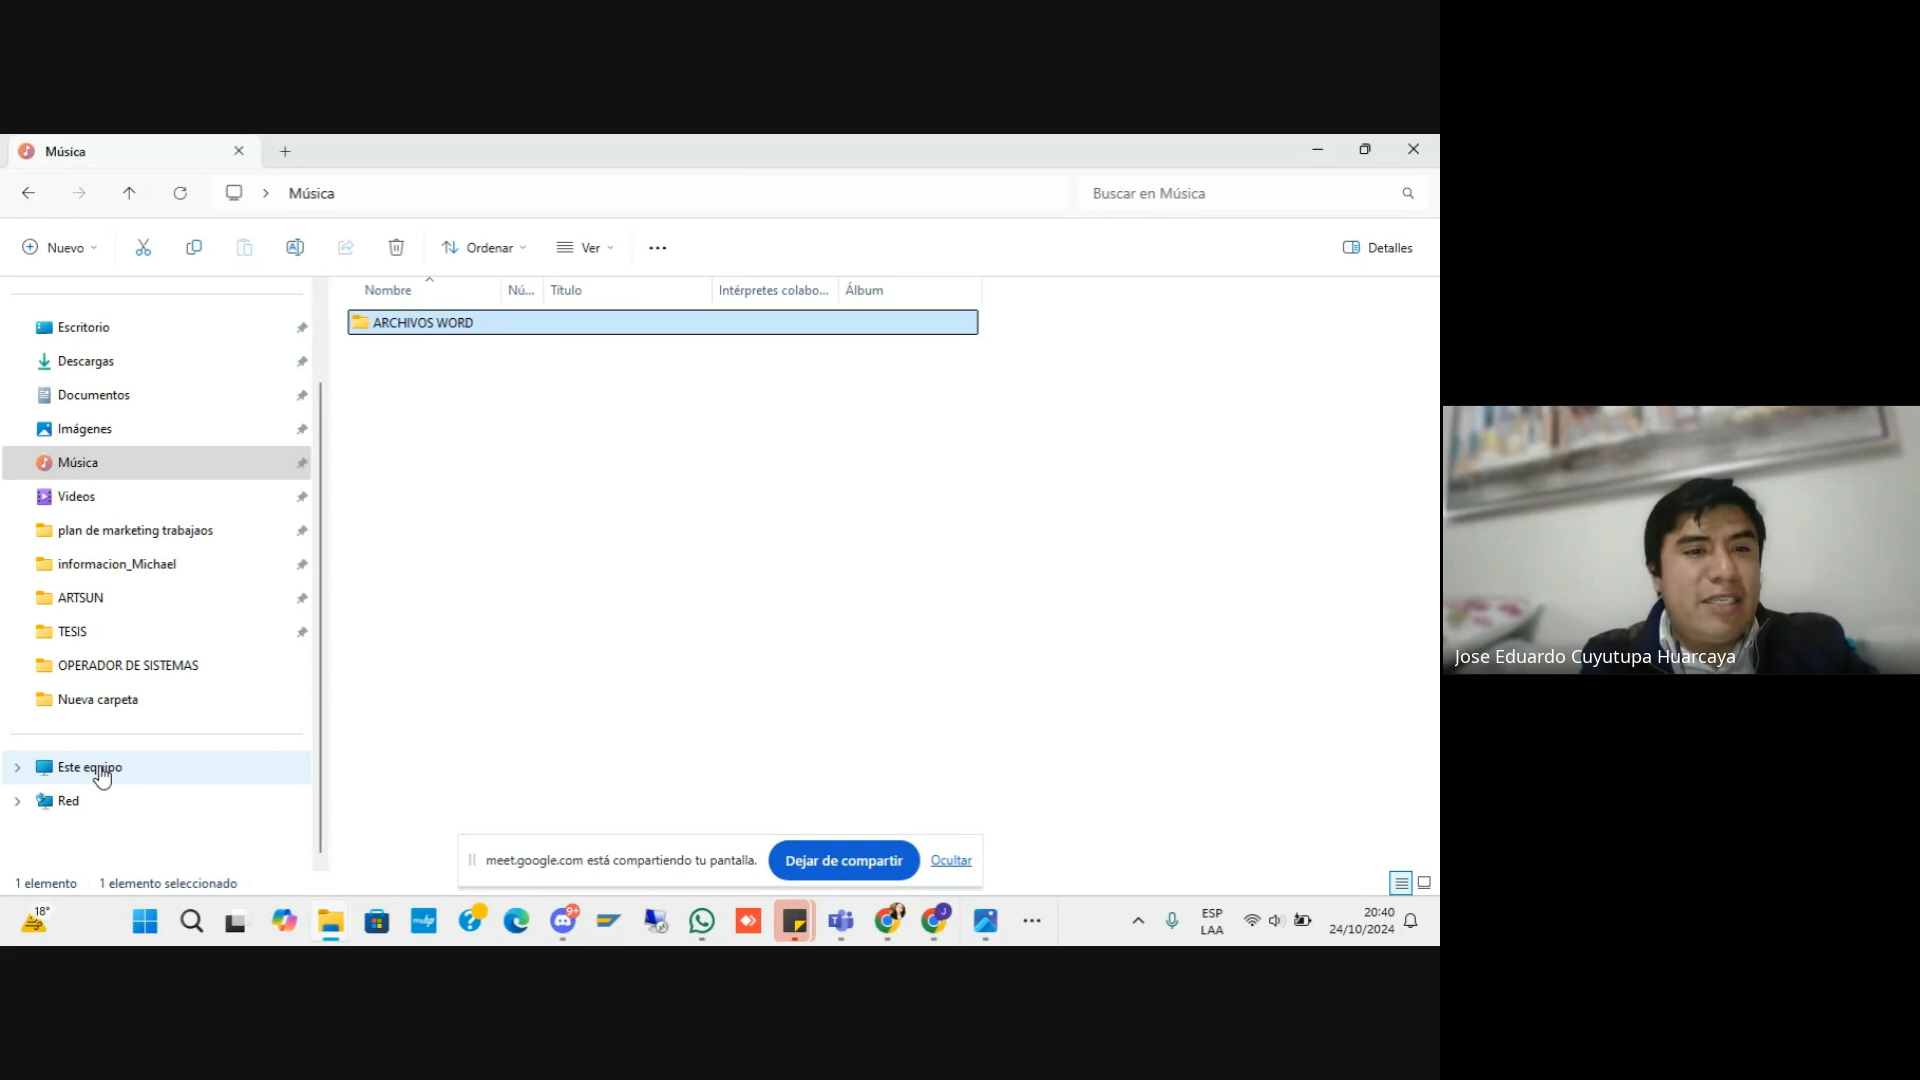 Música
Música
Buscar en Música
Nuevo
Ordenar
Ver
Detalles
Nombre
Nú...
Título
Intérpretes colabo...
Álbum
ARCHIVOS WORD
Escritorio
Descargas
Documentos
Imágenes
Música
Videos
plan de marketing trabajaos
informacion_Michael
ARTSUN
TESIS
OPERADOR DE SISTEMAS
Nueva carpeta
Este equipo
Red
meet.google.com está compartiendo tu pantalla.
Dejar de compartir
Ocultar
1 elemento
1 elemento seleccionado
18°
9+
J
ESP
LAA
20:40
24/10/2024
Jose Eduardo Cuyutupa Huarcaya